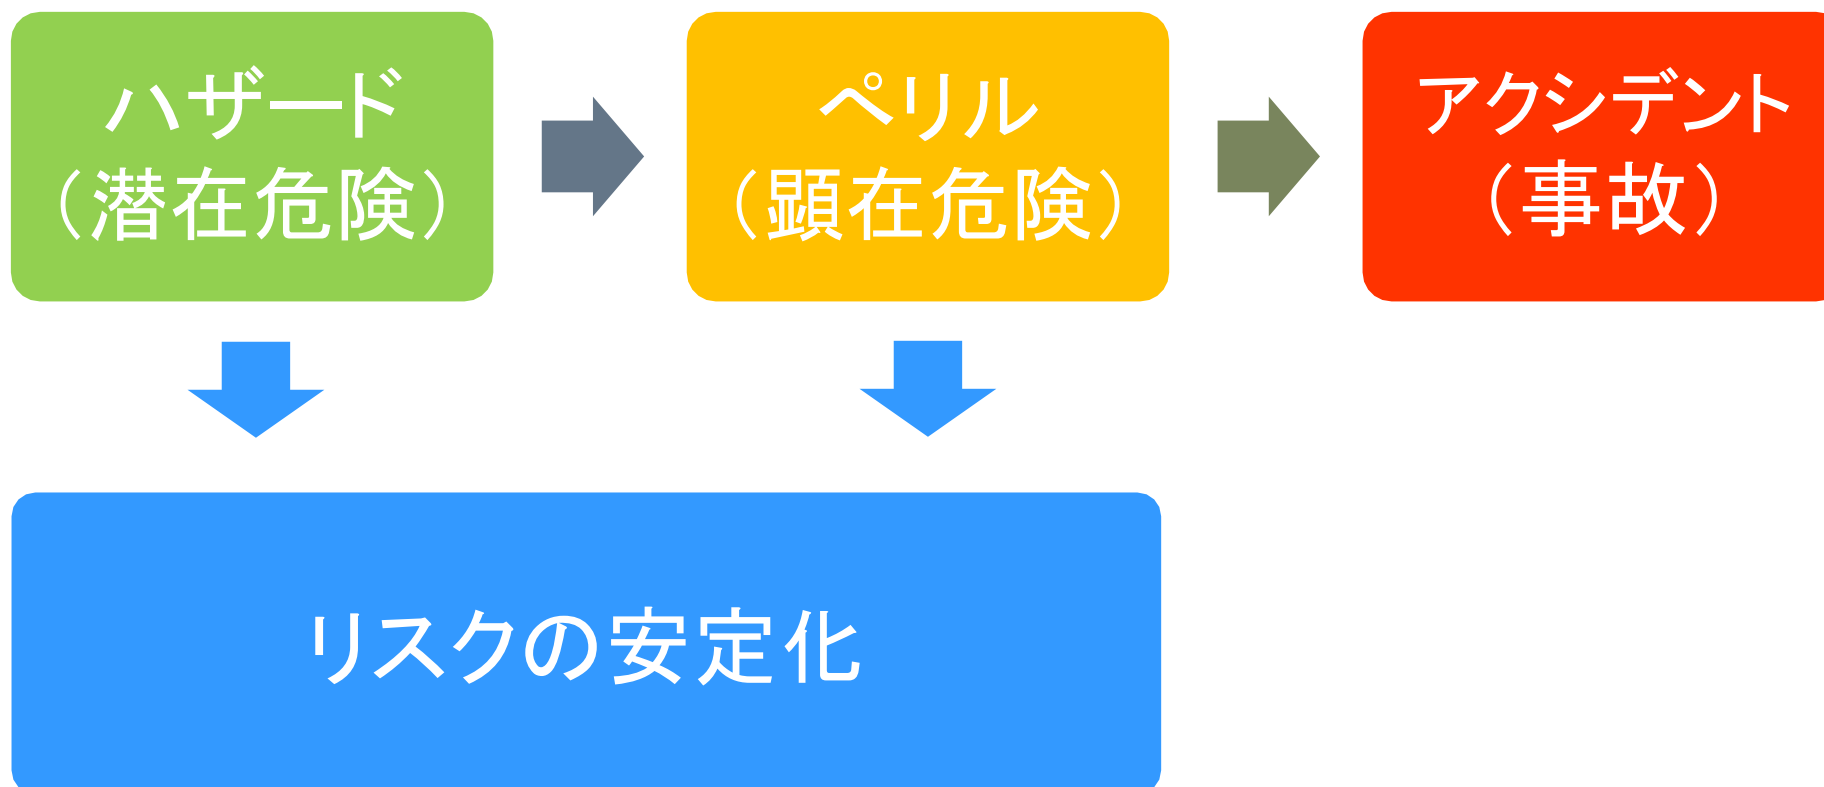 ハザード
（潜在危険）
ペリル
（顕在危険）
アクシデント
（事故）
リスクの安定化